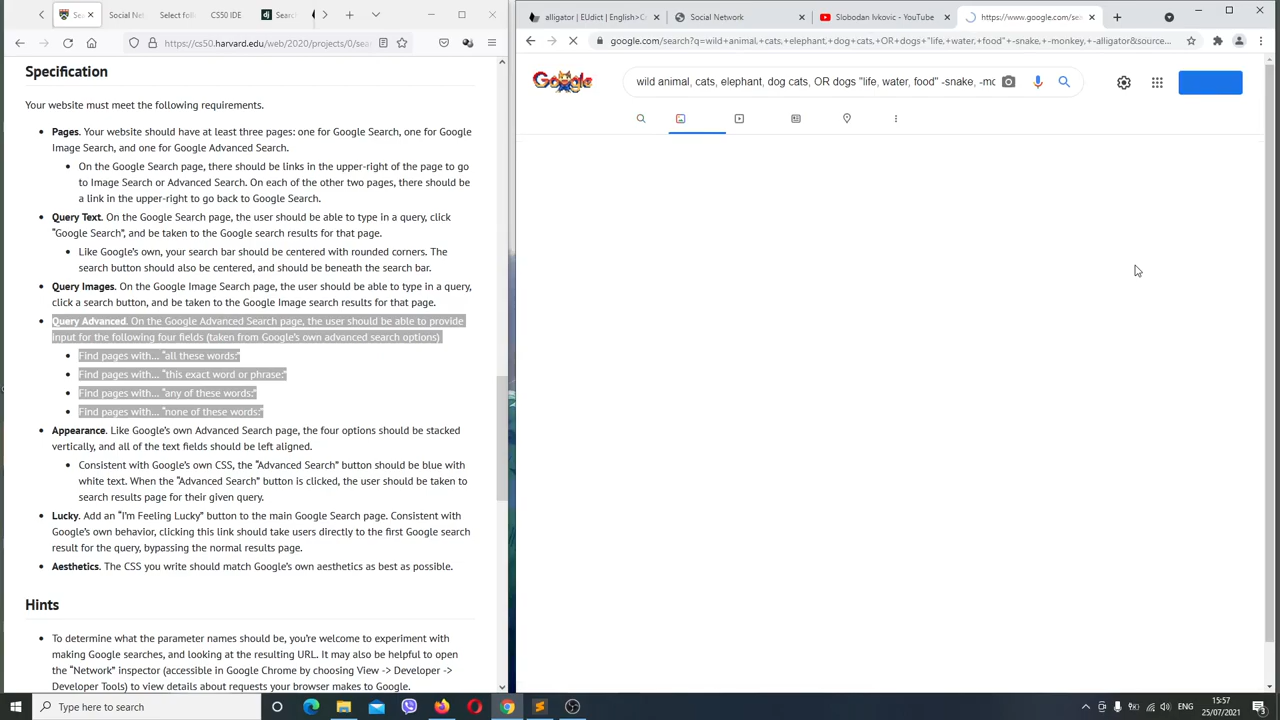 Sea
Social Net
Select foll
CS50 IDE
Searc
alligator | EUdict | English>C
Social Network
Slobodan Ivkovic - YouTube
https://www.google.com/sea
https://cs50.harvard.edu/web/2020/projects/0/sea
google.com/search?q=wild+animal,+cats,+elephant,+dog+cats,+OR+dogs+"life,+water,+food"+-snake,+-monkey,+-alligator&source...
Google
wild animal, cats, elephant, dog cats, OR dogs "life, water, food" -snake, -mo
Specification
Your website must meet the following requirements.
Pages. Your website should have at least three pages: one for Google Search, one for Google
Image Search, and one for Google Advanced Search.
On the Google Search page, there should be links in the upper-right of the page to go
to Image Search or Advanced Search. On each of the other two pages, there should be
a link in the upper-right to go back to Google Search.
Query Text. On the Google Search page, the user should be able to type in a query, click
“Google Search”, and be taken to the Google search results for that page.
Like Google’s own, your search bar should be centered with rounded corners. The
search button should also be centered, and should be beneath the search bar.
Query Images. On the Google Image Search page, the user should be able to type in a query,
click a search button, and be taken to the Google Image search results for that page.
Query Advanced. On the Google Advanced Search page, the user should be able to provide
input for the following four fields (taken from Google’s own advanced search options)
Find pages with… “all these words:”
Find pages with… “this exact word or phrase:”
Find pages with… “any of these words:”
Find pages with… “none of these words:”
Appearance. Like Google’s own Advanced Search page, the four options should be stacked
vertically, and all of the text fields should be left aligned.
Consistent with Google’s own CSS, the “Advanced Search” button should be blue with
white text. When the “Advanced Search” button is clicked, the user should be taken to
search results page for their given query.
Lucky. Add an “I’m Feeling Lucky” button to the main Google Search page. Consistent with
Google’s own behavior, clicking this link should take users directly to the first Google search
result for the query, bypassing the normal results page.
Aesthetics. The CSS you write should match Google’s own aesthetics as best as possible.
Hints
To determine what the parameter names should be, you’re welcome to experiment with
making Google searches, and looking at the resulting URL. It may also be helpful to open
the “Network” inspector (accessible in Google Chrome by choosing View -> Developer ->
Developer Tools) to view details about requests your browser makes to Google.
Type here to search
ENG
15:57
25/07/2021